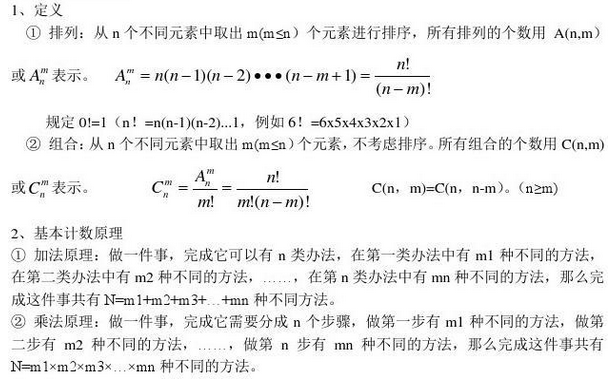 1、定义
① 排列：从 n 个不同元素中取出 m(m≤n）个元素进行排序，所有排列的个数用 A(n,m)
或 Aₙᵐ 表示。 Aₙᵐ = n(n−1)(n−2)•••(n−m+1) = n!/(n−m)!
规定 0!=1（n！=n(n-1)(n-2)...1，例如 6！=6x5x4x3x2x1）
② 组合：从 n 个不同元素中取出 m(m≤n）个元素，不考虑排序。所有组合的个数用 C(n,m)
或 Cₙᵐ 表示。 Cₙᵐ = Aₙᵐ/m! = n!/m!(n−m)! C(n，m)=C(n，n-m)。（n≥m)
2、基本计数原理
① 加法原理：做一件事，完成它可以有 n 类办法，在第一类办法中有 m1 种不同的方法，
在第二类办法中有 m2 种不同的方法，……，在第 n 类办法中有 mn 种不同的方法，那么完
成这件事共有 N=m1+m2+m3+…+mn 种不同方法。
② 乘法原理：做一件事，完成它需要分成 n 个步骤，做第一步有 m1 种不同的方法，做第
二步有 m2 种不同的方法，……，做第 n 步有 mn 种不同的方法，那么完成这件事共有
N=m1×m2×m3×…×mn 种不同的方法。